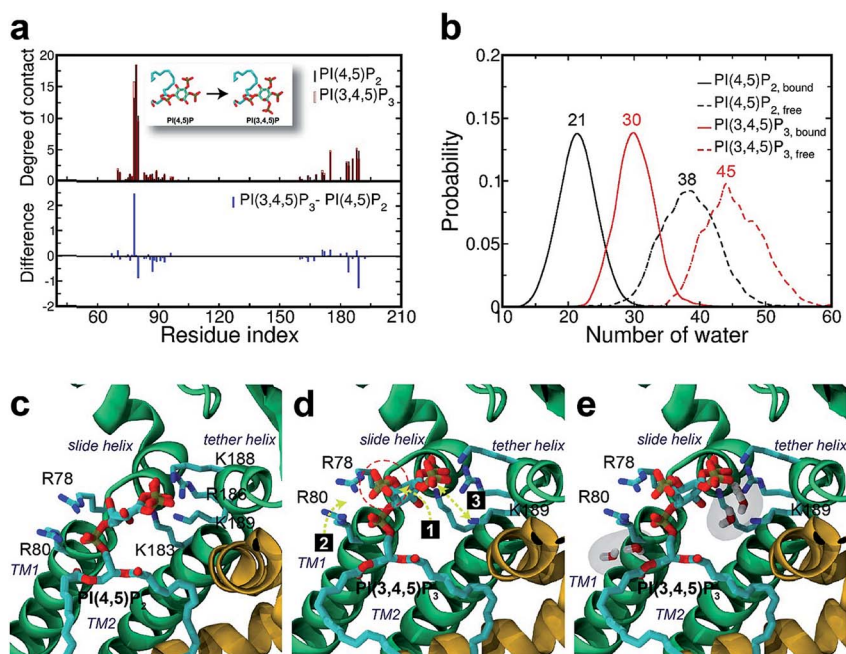 a
Degree of contact
20
15
10
5
0
PI(4,5)P
PI(3,4,5)P
PI(4,5)P2
PI(3,4,5)P3
Difference
2
1
0
-1
-2
PI(3,4,5)P3- PI(4,5)P2
60 90 120 150 180 210
Residue index
b
Probability
0.2
0.15
0.1
0.05
0
21
30
38
45
PI(4,5)P2, bound
PI(4,5)P2, free
PI(3,4,5)P3, bound
PI(3,4,5)P3, free
10 20 30 40 50 60
Number of water
c
slide helix
tether helix
R78
K188
R186
R80
K189
K183
TM1
PI(4,5)P2
TM2
d
slide helix
tether helix
R78
R80
3
1
K189
2
TM1
PI(3,4,5)P3
TM2
e
slide helix
tether helix
R78
R80
K189
TM1
PI(3,4,5)P3
TM2